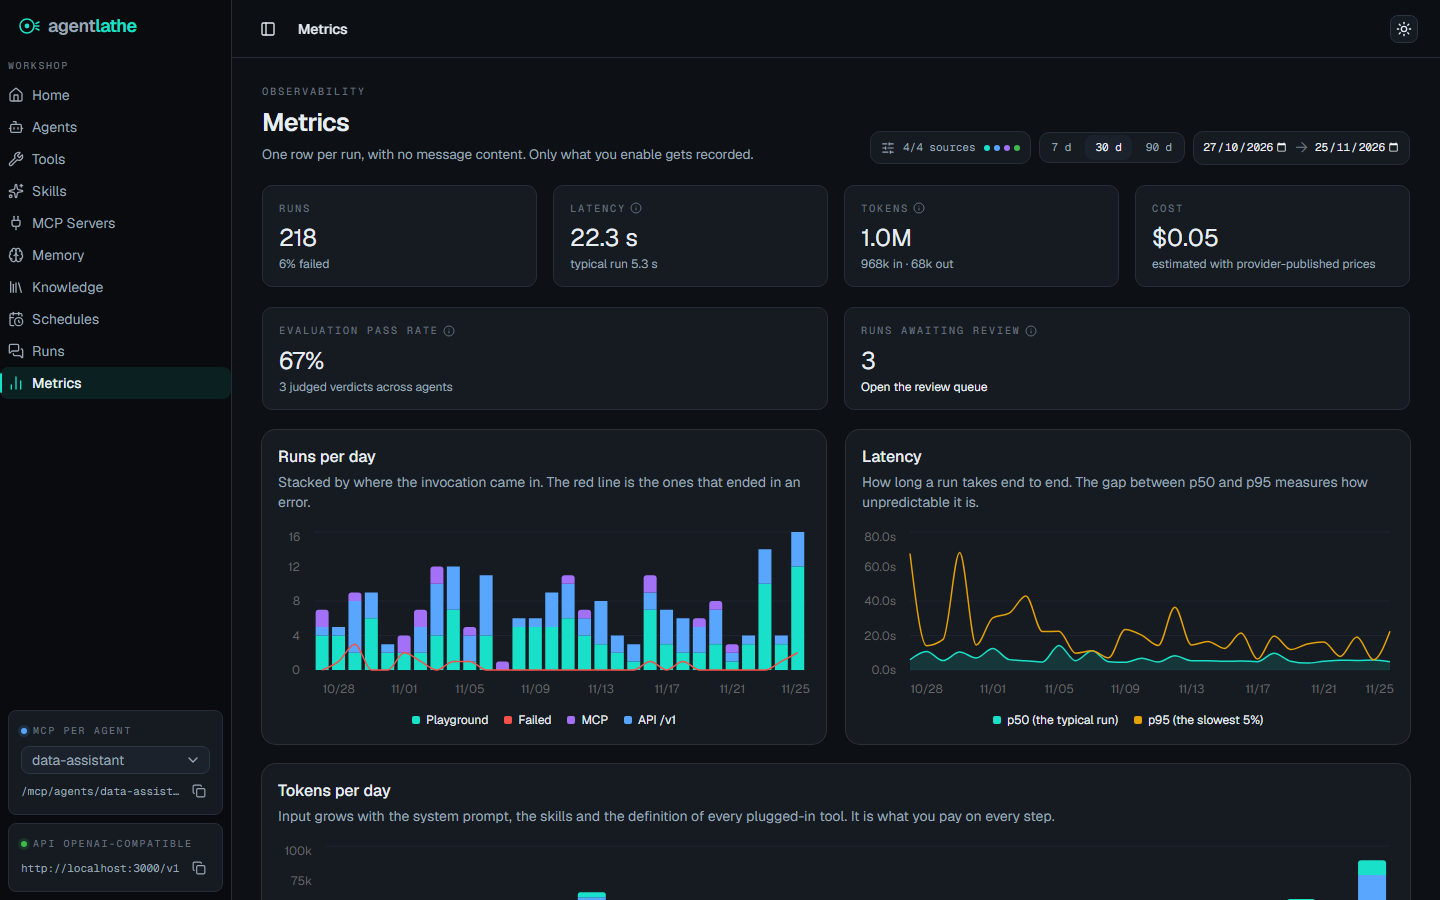 agentlathe
WORKSHOP
Home
Agents
Tools
Skills
MCP Servers
Memory
Knowledge
Schedules
Runs
Metrics
MCP PER AGENT
data-assistant
/mcp/agents/data-assist…
API OPENAI-COMPATIBLE
http://localhost:3000/v1
Metrics
OBSERVABILITY
Metrics
One row per run, with no message content. Only what you enable gets recorded.
4/4 sources
7 d
30 d
90 d
27/10/2026
25/11/2026
RUNS
218
6% failed
LATENCY
22.3 s
typical run 5.3 s
TOKENS
1.0M
968k in · 68k out
COST
$0.05
estimated with provider-published prices
EVALUATION PASS RATE
67%
3 judged verdicts across agents
RUNS AWAITING REVIEW
3
Open the review queue
Runs per day
Stacked by where the invocation came in. The red line is the ones that ended in an
error.
16
12
8
4
0
10/28 11/01 11/05 11/09 11/13 11/17 11/21 11/25
Playground Failed MCP API /v1
Latency
How long a run takes end to end. The gap between p50 and p95 measures how
unpredictable it is.
80.0s
60.0s
40.0s
20.0s
0.0s
10/28 11/01 11/05 11/09 11/13 11/17 11/21 11/25
p50 (the typical run) p95 (the slowest 5%)
Tokens per day
Input grows with the system prompt, the skills and the definition of every plugged-in tool. It is what you pay on every step.
100k
75k